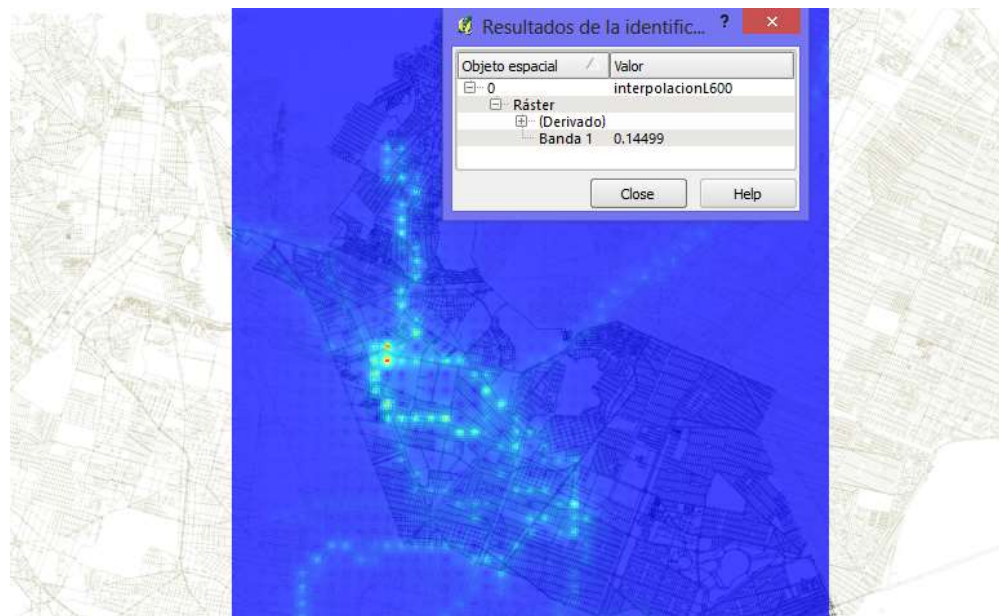 Resultados de la identific... ? ×
Objeto espacial Valor
0 interpolacionL600
Ráster
(Derivado)
Banda 1 0.14499
Close Help